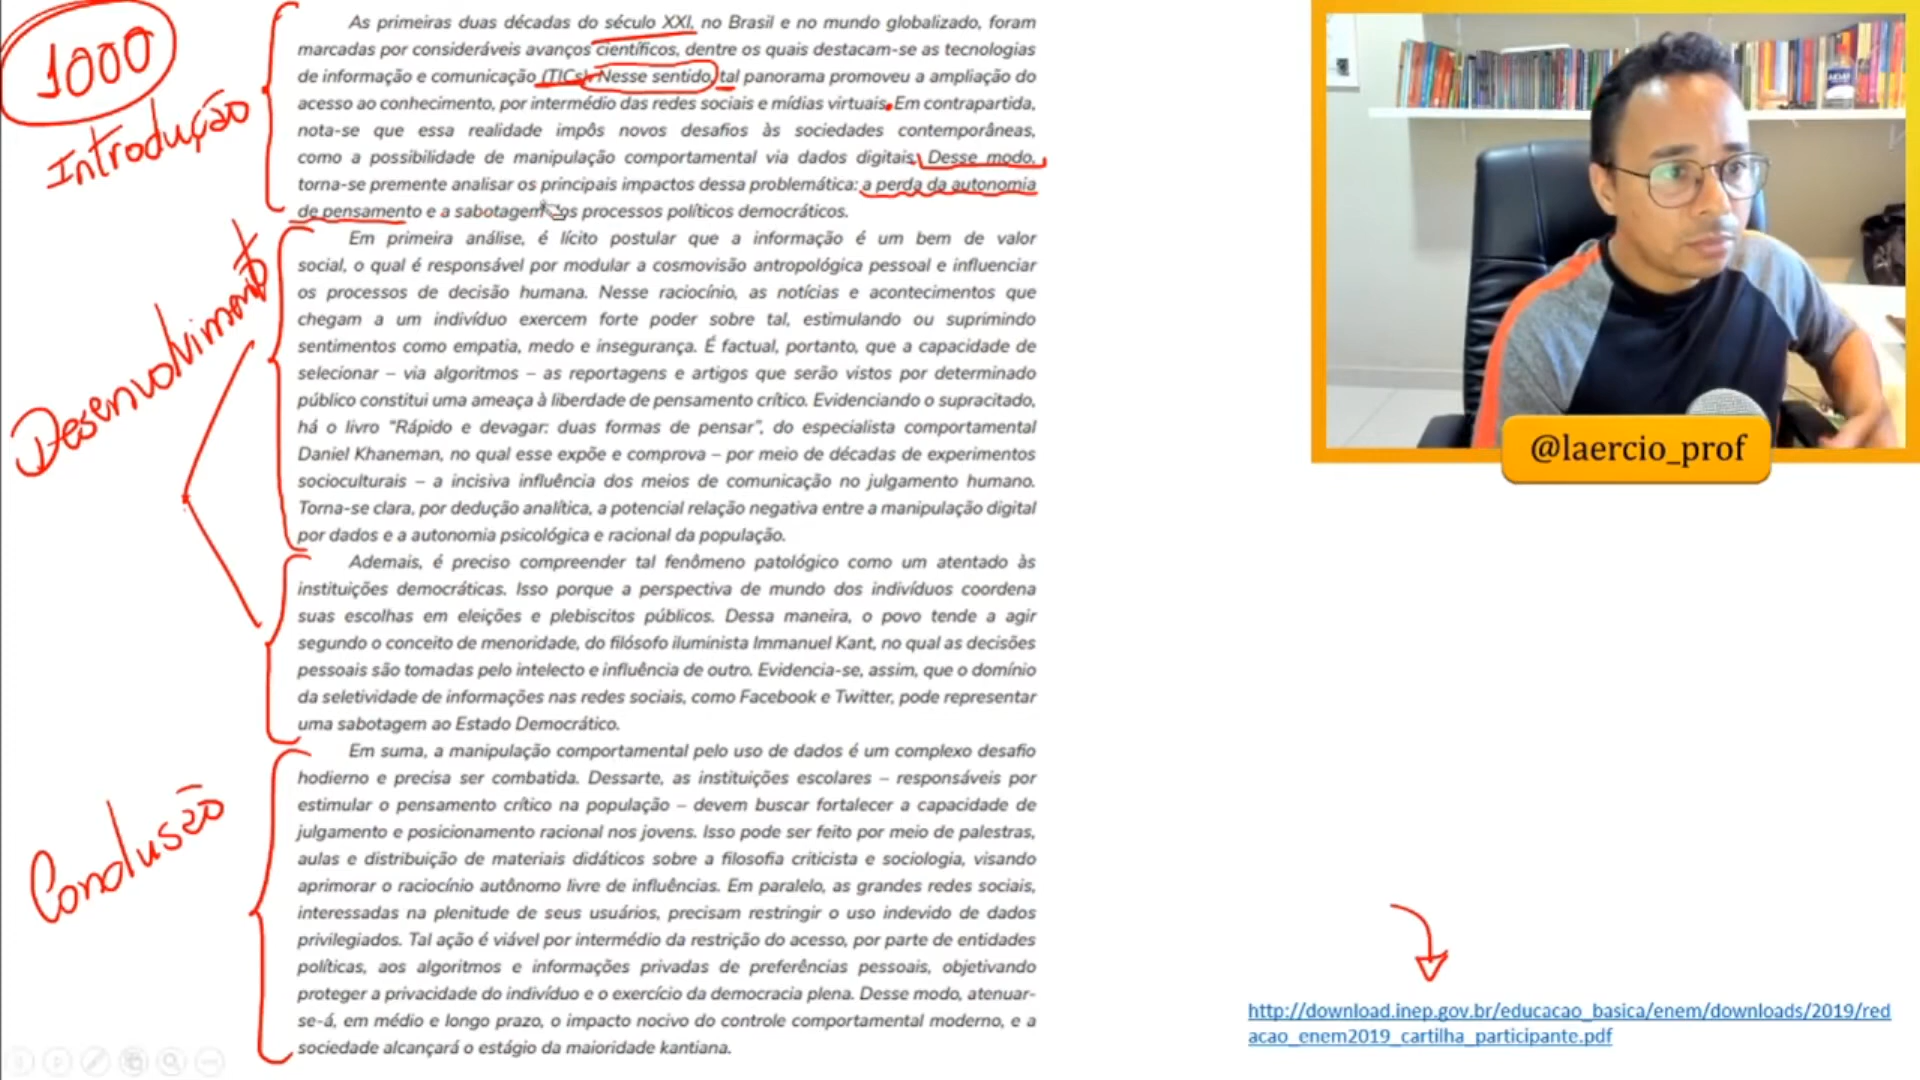 1000
Introdução
As primeiras duas décadas do século XXI, no Brasil e no mundo globalizado, foram
marcadas por consideráveis avanços científicos, dentre os quais destacam-se as tecnologias
de informação e comunicação (TICs). Nesse sentido, tal panorama promoveu a ampliação do
acesso ao conhecimento, por intermédio das redes sociais e mídias virtuais. Em contrapartida,
nota-se que essa realidade impôs novos desafios às sociedades contemporâneas,
como a possibilidade de manipulação comportamental via dados digitais. Desse modo,
torna-se premente analisar os principais impactos dessa problemática: a perda da autonomia
de pensamento e a sabotagem dos processos políticos democráticos.
Desenvolvimento
Em primeira análise, é lícito postular que a informação é um bem de valor
social, o qual é responsável por modular a cosmovisão antropológica pessoal e influenciar
os processos de decisão humana. Nesse raciocínio, as notícias e acontecimentos que
chegam a um indivíduo exercem forte poder sobre tal, estimulando ou suprimindo
sentimentos como empatia, medo e insegurança. É factual, portanto, que a capacidade de
selecionar – via algoritmos – as reportagens e artigos que serão vistos por determinado
público constitui uma ameaça à liberdade de pensamento crítico. Evidenciando o supracitado,
há o livro "Rápido e devagar: duas formas de pensar", do especialista comportamental
Daniel Khaneman, no qual esse expõe e comprova – por meio de décadas de experimentos
socioculturais – a incisiva influência dos meios de comunicação no julgamento humano.
Torna-se clara, por dedução analítica, a potencial relação negativa entre a manipulação digital
por dados e a autonomia psicológica e racional da população.
Ademais, é preciso compreender tal fenômeno patológico como um atentado às
instituições democráticas. Isso porque a perspectiva de mundo dos indivíduos coordena
suas escolhas em eleições e plebiscitos públicos. Dessa maneira, o povo tende a agir
segundo o conceito de menoridade, do filósofo iluminista Immanuel Kant, no qual as decisões
pessoais são tomadas pelo intelecto e influência de outro. Evidencia-se, assim, que o domínio
da seletividade de informações nas redes sociais, como Facebook e Twitter, pode representar
uma sabotagem ao Estado Democrático.
Conclusão
Em suma, a manipulação comportamental pelo uso de dados é um complexo desafio
hodierno e precisa ser combatida. Dessarte, as instituições escolares – responsáveis por
estimular o pensamento crítico na população – devem buscar fortalecer a capacidade de
julgamento e posicionamento racional nos jovens. Isso pode ser feito por meio de palestras,
aulas e distribuição de materiais didáticos sobre a filosofia criticista e sociologia, visando
aprimorar o raciocínio autônomo livre de influências. Em paralelo, as grandes redes sociais,
interessadas na plenitude de seus usuários, precisam restringir o uso indevido de dados
privilegiados. Tal ação é viável por intermédio da restrição do acesso, por parte de entidades
políticas, aos algoritmos e informações privadas de preferências pessoais, objetivando
proteger a privacidade do indivíduo e o exercício da democracia plena. Desse modo, atenuar-
se-á, em médio e longo prazo, o impacto nocivo do controle comportamental moderno, e a
sociedade alcançará o estágio da maioridade kantiana.
@laercio_prof
http://download.inep.gov.br/educacao_basica/enem/downloads/2019/red
acao_enem2019_cartilha_participante.pdf